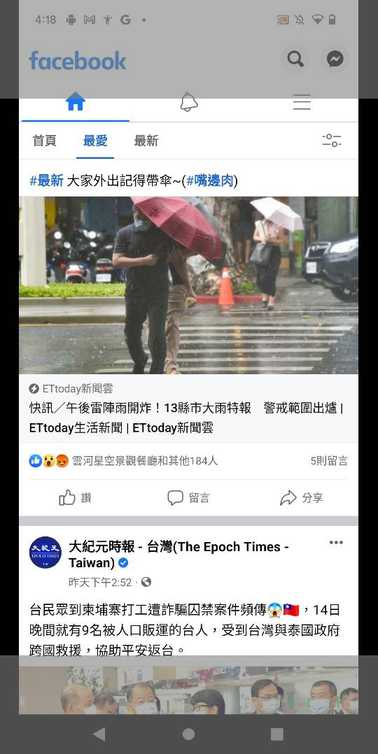 4:18
facebook
首頁
最愛
最新
#最新 大家外出記得帶傘~(#嘴邊肉)
ETtoday新聞雲
快訊／午後雷陣雨開炸！13縣市大雨特報　警戒範圍出爐 |
ETtoday生活新聞 | ETtoday新聞雲
雲河星空景觀餐廳和其他184人
5則留言
讚
留言
分享
大紀元時報 - 台灣(The Epoch Times -
Taiwan)
昨天下午2:52 ·
台民眾到柬埔寨打工遭詐騙囚禁案件頻傳😱🇹🇼，14日
晚間就有9名被人口販運的台人，受到台灣與泰國政府
跨國救援，協助平安返台。